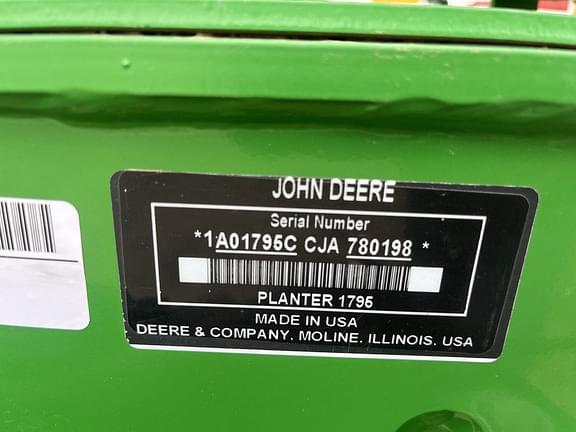 JOHN DEERE
Serial Number
*1A01795C CJA 780198 *
PLANTER 1795
MADE IN USA
DEERE & COMPANY. MOLINE. ILLINOIS. USA